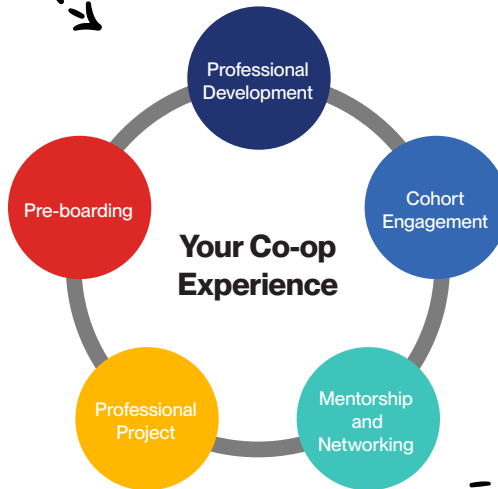 Professional
Development
Cohort
Engagement
Pre-boarding
Your Co-op
Experience
Mentorship
and
Networking
Professional
Project